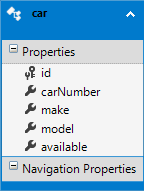 car
Properties
id
carNumber
make
model
available
Navigation Properties